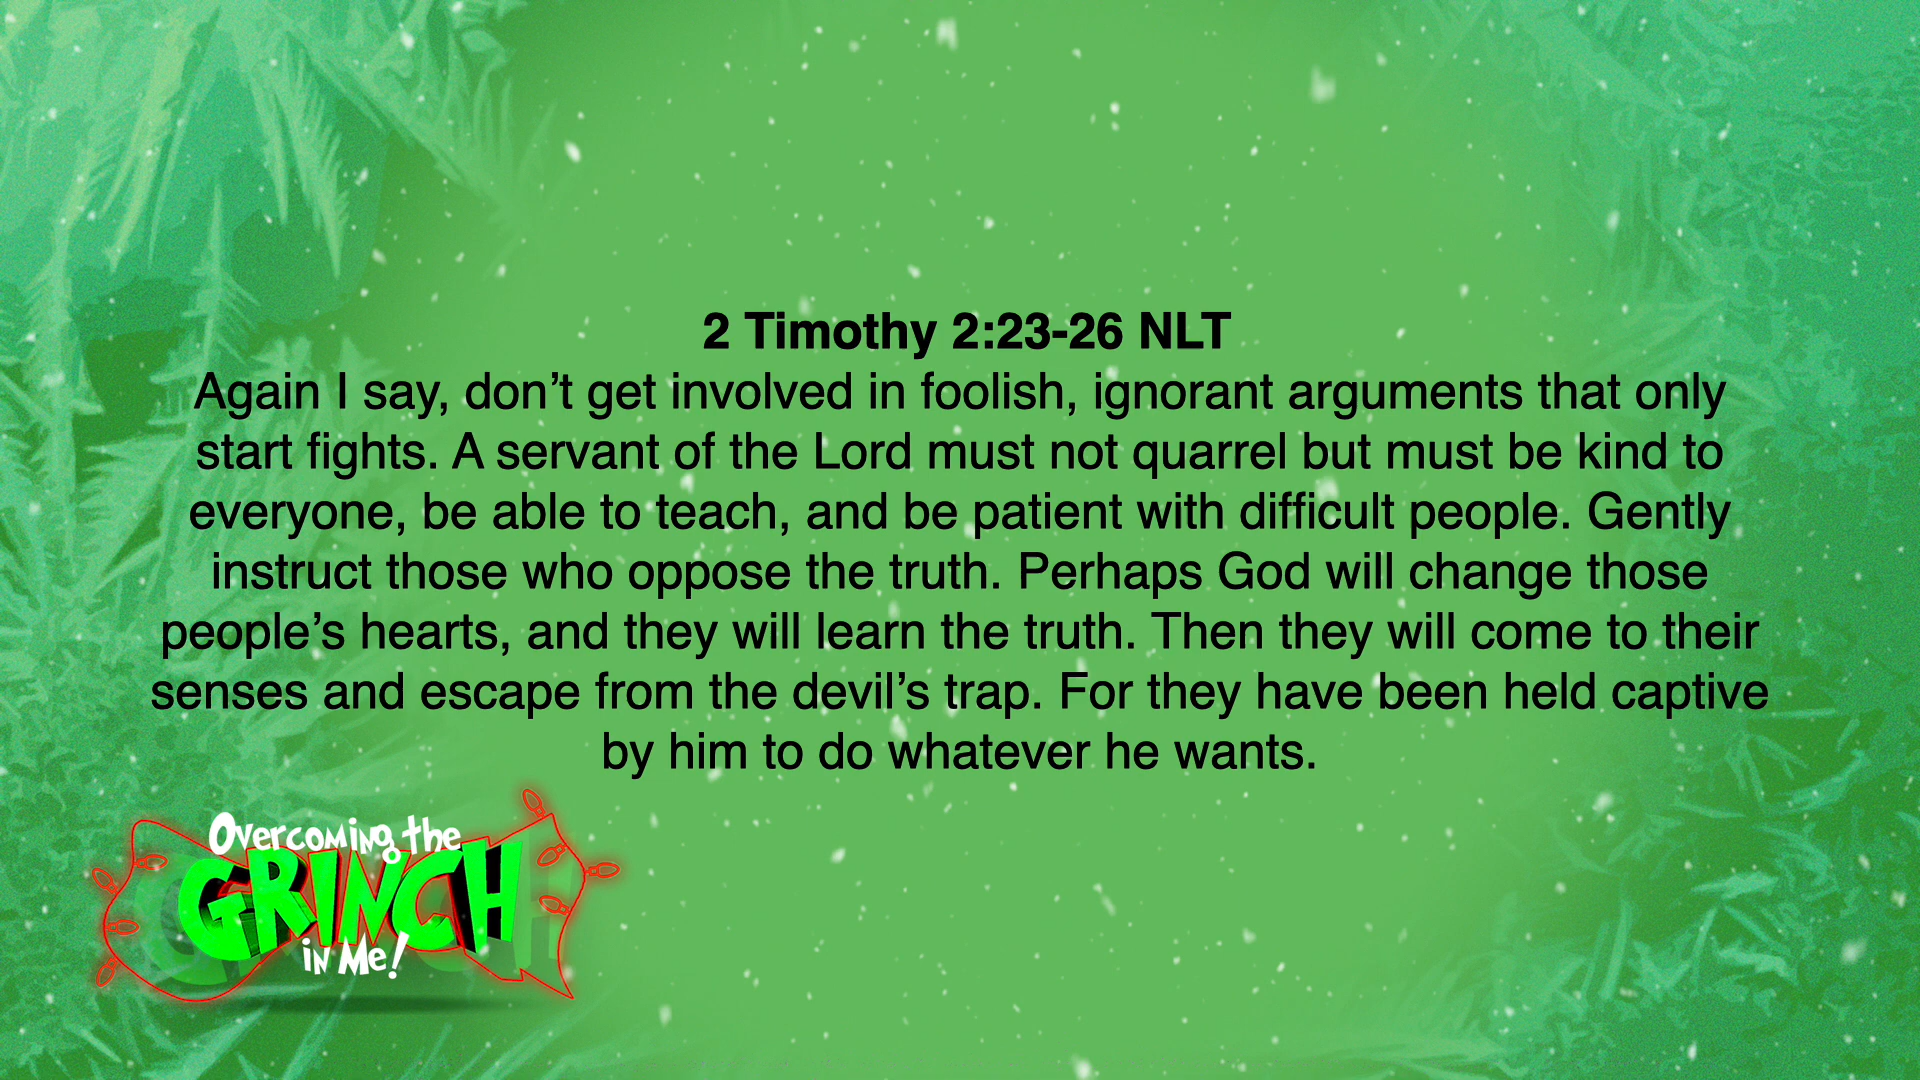 2 Timothy 2:23-26 NLT
Again I say, don’t get involved in foolish, ignorant arguments that only
start fights. A servant of the Lord must not quarrel but must be kind to
everyone, be able to teach, and be patient with difficult people. Gently
instruct those who oppose the truth. Perhaps God will change those
people’s hearts, and they will learn the truth. Then they will come to their
senses and escape from the devil’s trap. For they have been held captive
by him to do whatever he wants.
Overcoming the
GRINCH
in Me!